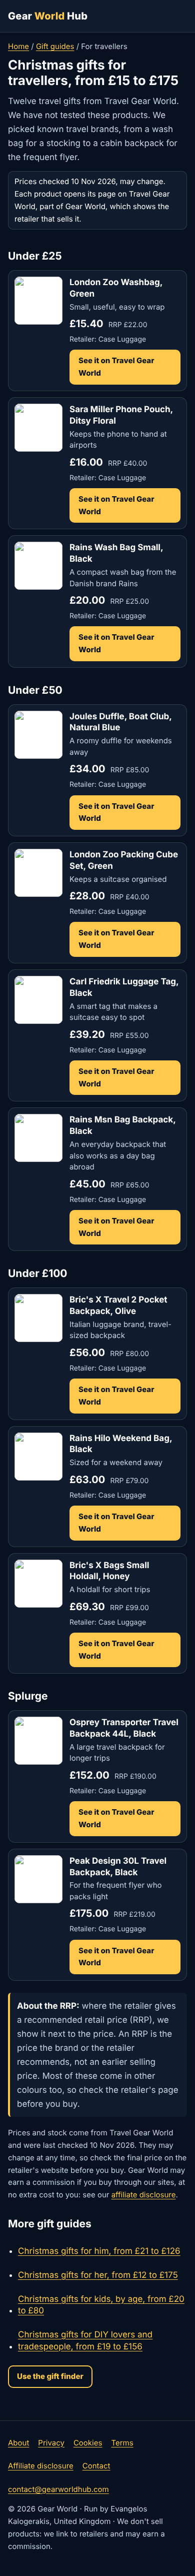 Gear World Hub
Home / Gift guides / For travellers
Christmas gifts for
travellers, from £15 to £175
Twelve travel gifts from Travel Gear World.
We have not tested these products. We
picked known travel brands, from a wash
bag for a stocking to a cabin backpack for
the frequent flyer.
Prices checked 10 Nov 2026, may change.
Each product opens its page on Travel Gear
World, part of Gear World, which shows the
retailer that sells it.
Under £25
London Zoo Washbag,
Green
Small, useful, easy to wrap
£15.40 RRP £22.00
Retailer: Case Luggage
See it on Travel Gear
World
Sara Miller Phone Pouch,
Ditsy Floral
Keeps the phone to hand at
airports
£16.00 RRP £40.00
Retailer: Case Luggage
See it on Travel Gear
World
Rains Wash Bag Small,
Black
A compact wash bag from the
Danish brand Rains
£20.00 RRP £25.00
Retailer: Case Luggage
See it on Travel Gear
World
Under £50
Joules Duffle, Boat Club,
Natural Blue
A roomy duffle for weekends
away
£34.00 RRP £85.00
Retailer: Case Luggage
See it on Travel Gear
World
London Zoo Packing Cube
Set, Green
Keeps a suitcase organised
£28.00 RRP £40.00
Retailer: Case Luggage
See it on Travel Gear
World
Carl Friedrik Luggage Tag,
Black
A smart tag that makes a
suitcase easy to spot
£39.20 RRP £55.00
Retailer: Case Luggage
See it on Travel Gear
World
Rains Msn Bag Backpack,
Black
An everyday backpack that
also works as a day bag
abroad
£45.00 RRP £65.00
Retailer: Case Luggage
See it on Travel Gear
World
Under £100
Bric's X Travel 2 Pocket
Backpack, Olive
Italian luggage brand, travel-
sized backpack
£56.00 RRP £80.00
Retailer: Case Luggage
See it on Travel Gear
World
Rains Hilo Weekend Bag,
Black
Sized for a weekend away
£63.00 RRP £79.00
Retailer: Case Luggage
See it on Travel Gear
World
Bric's X Bags Small
Holdall, Honey
A holdall for short trips
£69.30 RRP £99.00
Retailer: Case Luggage
See it on Travel Gear
World
Splurge
Osprey Transporter Travel
Backpack 44L, Black
A large travel backpack for
longer trips
£152.00 RRP £190.00
Retailer: Case Luggage
See it on Travel Gear
World
Peak Design 30L Travel
Backpack, Black
For the frequent flyer who
packs light
£175.00 RRP £219.00
Retailer: Case Luggage
See it on Travel Gear
World
About the RRP: where the retailer gives
a recommended retail price (RRP), we
show it next to the price. An RRP is the
price the brand or the retailer
recommends, not an earlier selling
price. Most of these come in other
colours too, so check the retailer's page
before you buy.
Prices and stock come from Travel Gear World
and were last checked 10 Nov 2026. They may
change at any time, so check the final price on the
retailer's website before you buy. Gear World may
earn a commission if you buy through our sites, at
no extra cost to you: see our affiliate disclosure.
More gift guides
Christmas gifts for him, from £21 to £126
Christmas gifts for her, from £12 to £175
Christmas gifts for kids, by age, from £20
to £80
Christmas gifts for DIY lovers and
tradespeople, from £19 to £156
Use the gift finder
About Privacy Cookies Terms
Affiliate disclosure Contact
contact@gearworldhub.com
© 2026 Gear World · Run by Evangelos
Kalogerakis, United Kingdom · We don't sell
products: we link to retailers and may earn a
commission.